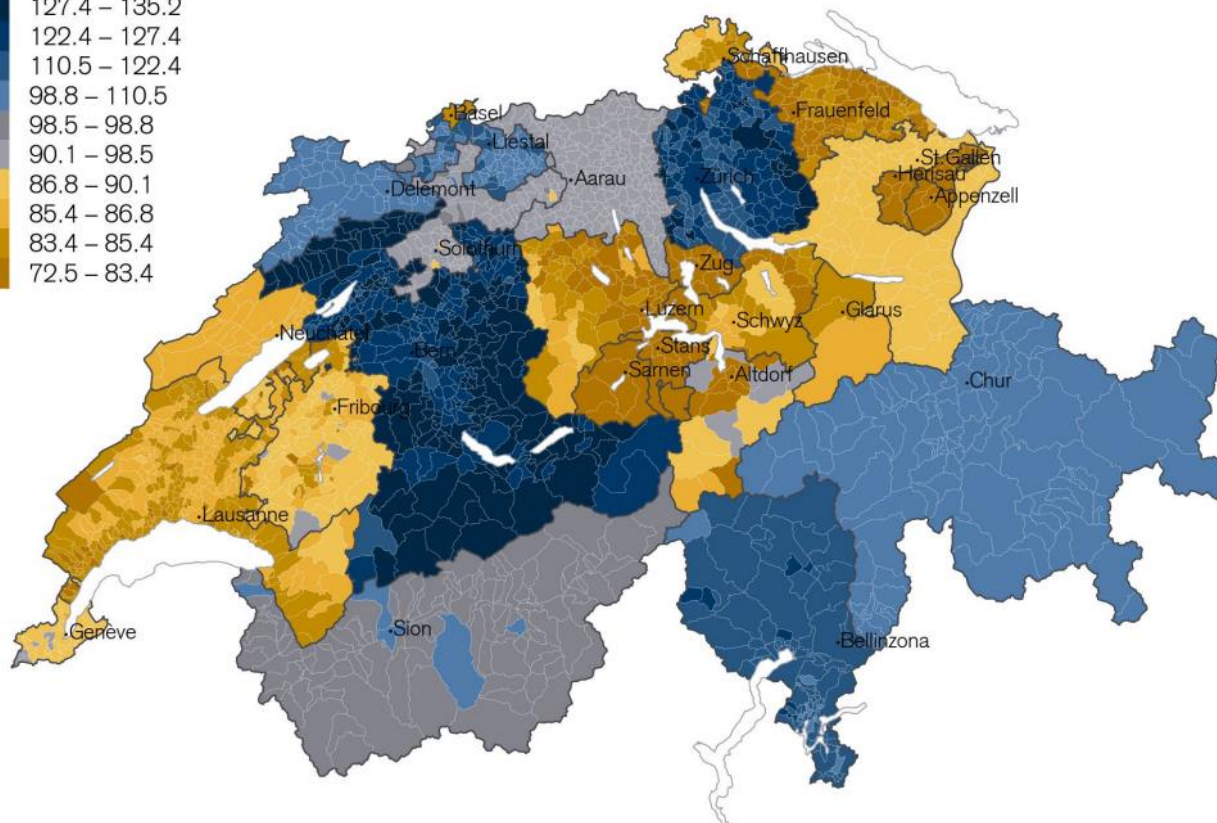 127.4 – 135.2
122.4 – 127.4
110.5 – 122.4
98.8 – 110.5
98.5 – 98.8
90.1 – 98.5
86.8 – 90.1
85.4 – 86.8
83.4 – 85.4
72.5 – 83.4
Schaffhausen
Basel
Frauenfeld
Liestal
St.Gallen
Herisau
Delémont
Aarau
Zürich
Appenzell
Solothurn
Zug
Luzern
Schwyz
Glarus
Neuchâtel
Bern
Stans
Sarnen
Altdorf
Chur
Fribourg
Lausanne
Genève
Sion
Bellinzona